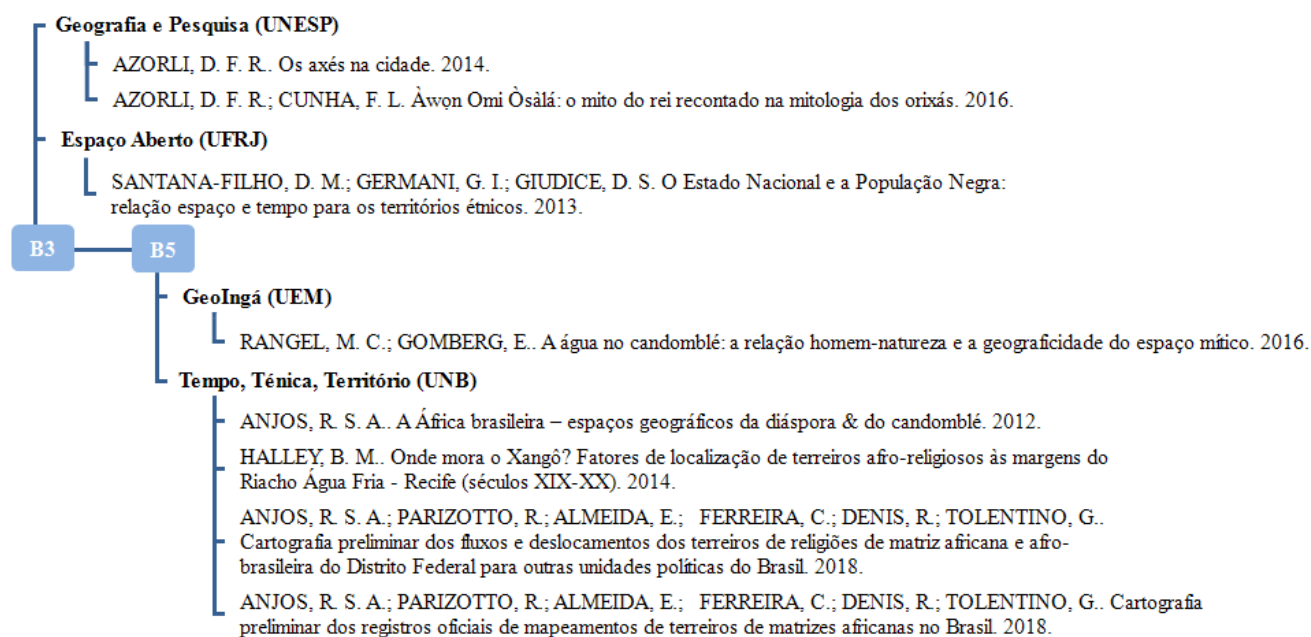 Geografia e Pesquisa (UNESP)
AZORLI, D. F. R.. Os axés na cidade. 2014.
AZORLI, D. F. R.; CUNHA, F. L. Àwọn Omi Òsàlá: o mito do rei recontado na mitologia dos orixás. 2016.
Espaço Aberto (UFRJ)
SANTANA-FILHO, D. M.; GERMANI, G. I.; GIUDICE, D. S. O Estado Nacional e a População Negra:
relação espaço e tempo para os territórios étnicos. 2013.
B3
B5
GeoIngá (UEM)
RANGEL, M. C.; GOMBERG, E.. A água no candomblé: a relação homem-natureza e a geograficidade do espaço mítico. 2016.
Tempo, Ténica, Território (UNB)
ANJOS, R. S. A.. A África brasileira – espaços geográficos da diáspora & do candomblé. 2012.
HALLEY, B. M.. Onde mora o Xangô? Fatores de localização de terreiros afro-religiosos às margens do
Riacho Água Fria - Recife (séculos XIX-XX). 2014.
ANJOS, R. S. A.; PARIZOTTO, R.; ALMEIDA, E.; FERREIRA, C.; DENIS, R.; TOLENTINO, G..
Cartografia preliminar dos fluxos e deslocamentos dos terreiros de religiões de matriz africana e afro-
brasileira do Distrito Federal para outras unidades políticas do Brasil. 2018.
ANJOS, R. S. A.; PARIZOTTO, R.; ALMEIDA, E.; FERREIRA, C.; DENIS, R.; TOLENTINO, G.. Cartografia
preliminar dos registros oficiais de mapeamentos de terreiros de matrizes africanas no Brasil. 2018.